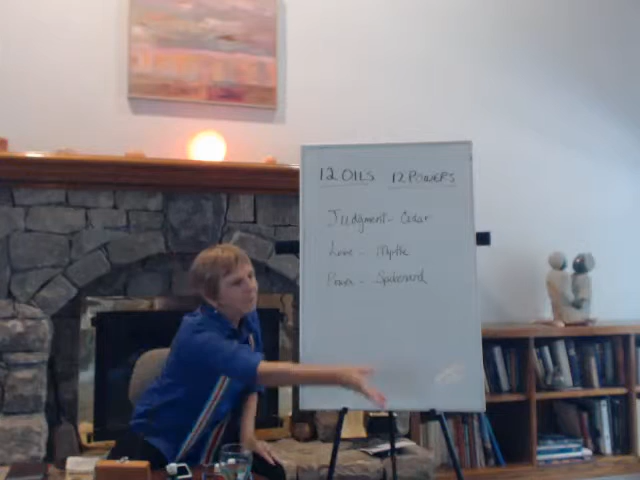 12 OILS 12 POWERS
Judgment - Cedar
Love - Myrtle
Power - Spikenard